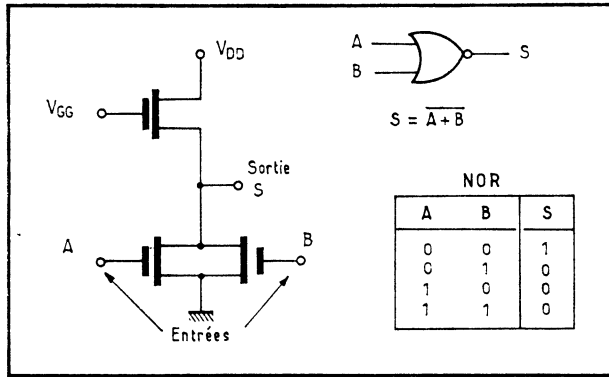 VDD
VGG
Sortie
S
A
B
Entrées
A
B
S
S = A + B
NOR
A B S
0 0 1
0 1 0
1 0 0
1 1 0